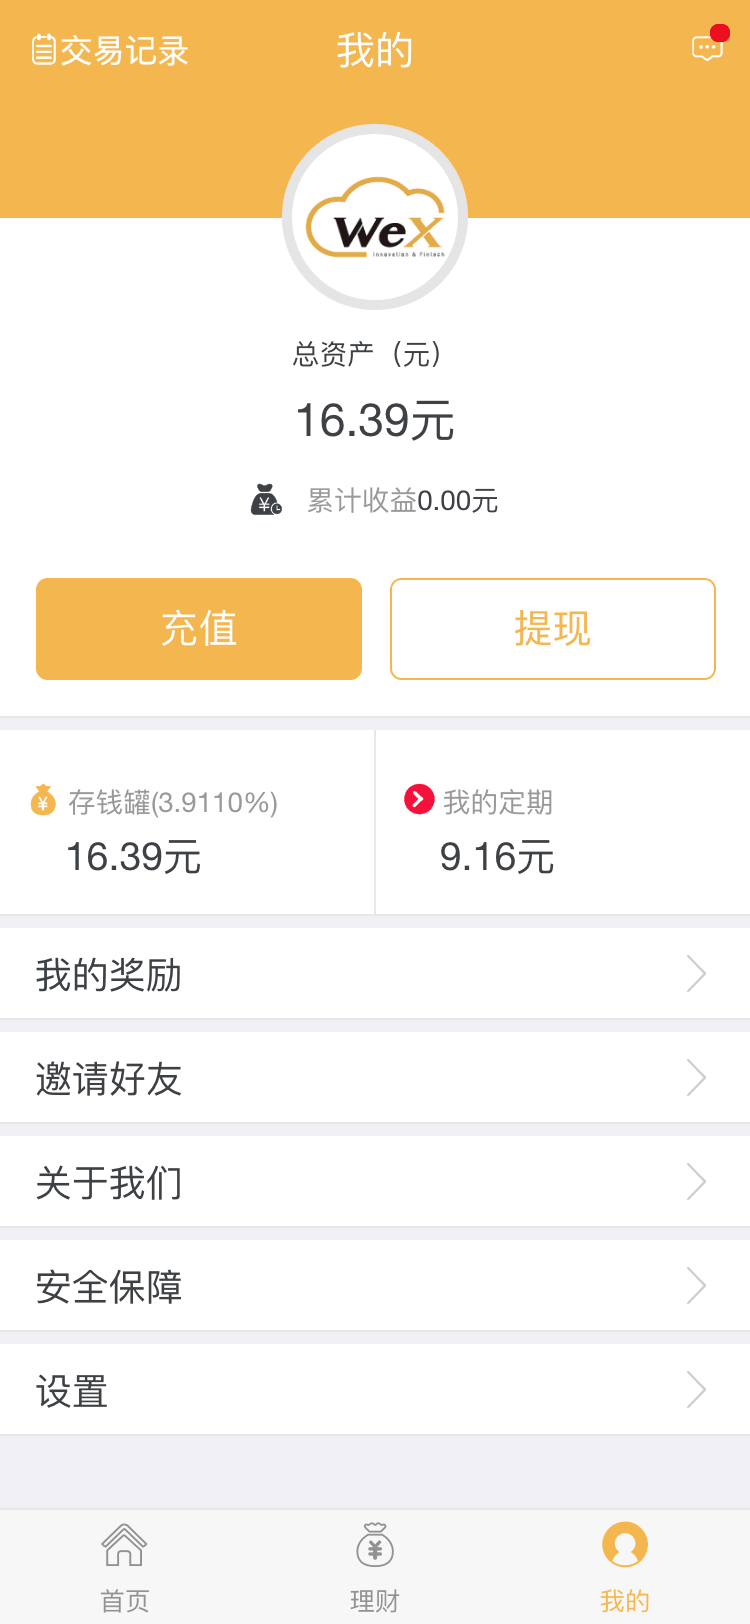 交易记录
我的
WeX
Innovation & Fintech
总资产（元）
16.39元
累计收益0.00元
充值
提现
存钱罐(3.9110%)
16.39元
我的定期
9.16元
我的奖励
邀请好友
关于我们
安全保障
设置
首页
理财
我的